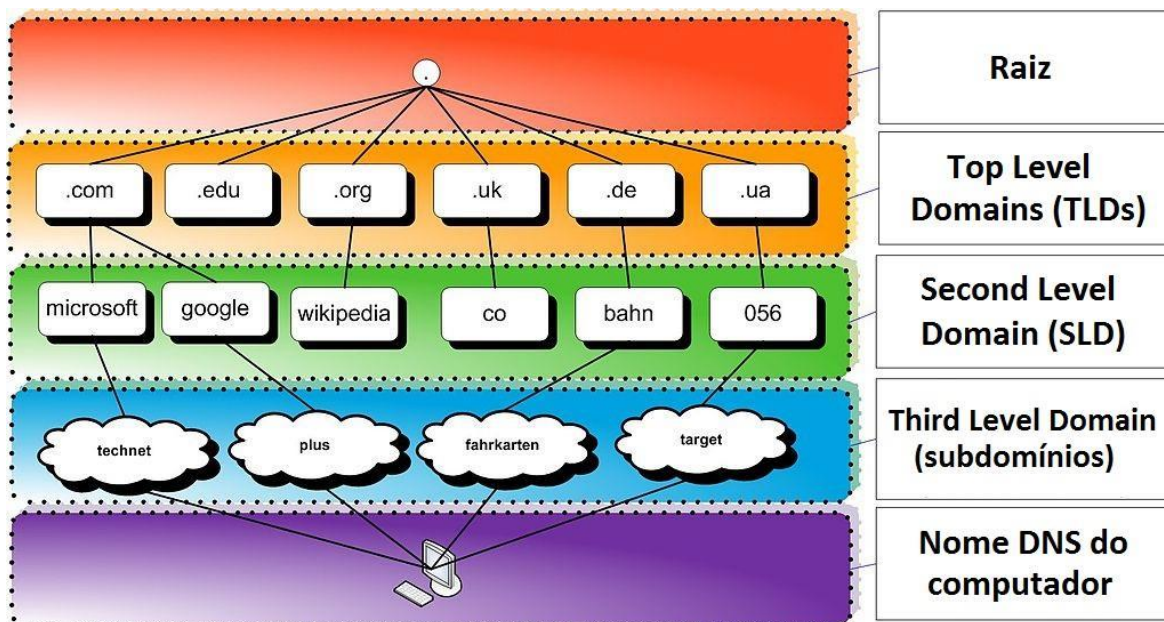 .
Raiz
.com .edu .org .uk .de .ua
Top Level
Domains (TLDs)
microsoft google wikipedia co bahn 056
Second Level
Domain (SLD)
technet plus fahrkarten target
Third Level Domain
(subdomínios)
Nome DNS do
computador